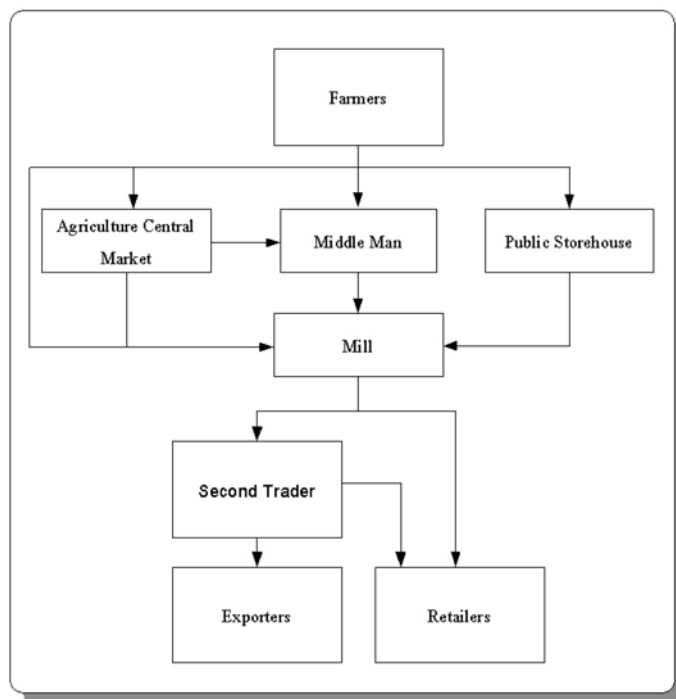 Farmers
Agriculture Central
Market
Middle Man
Public Storehouse
Mill
Second Trader
Exporters
Retailers